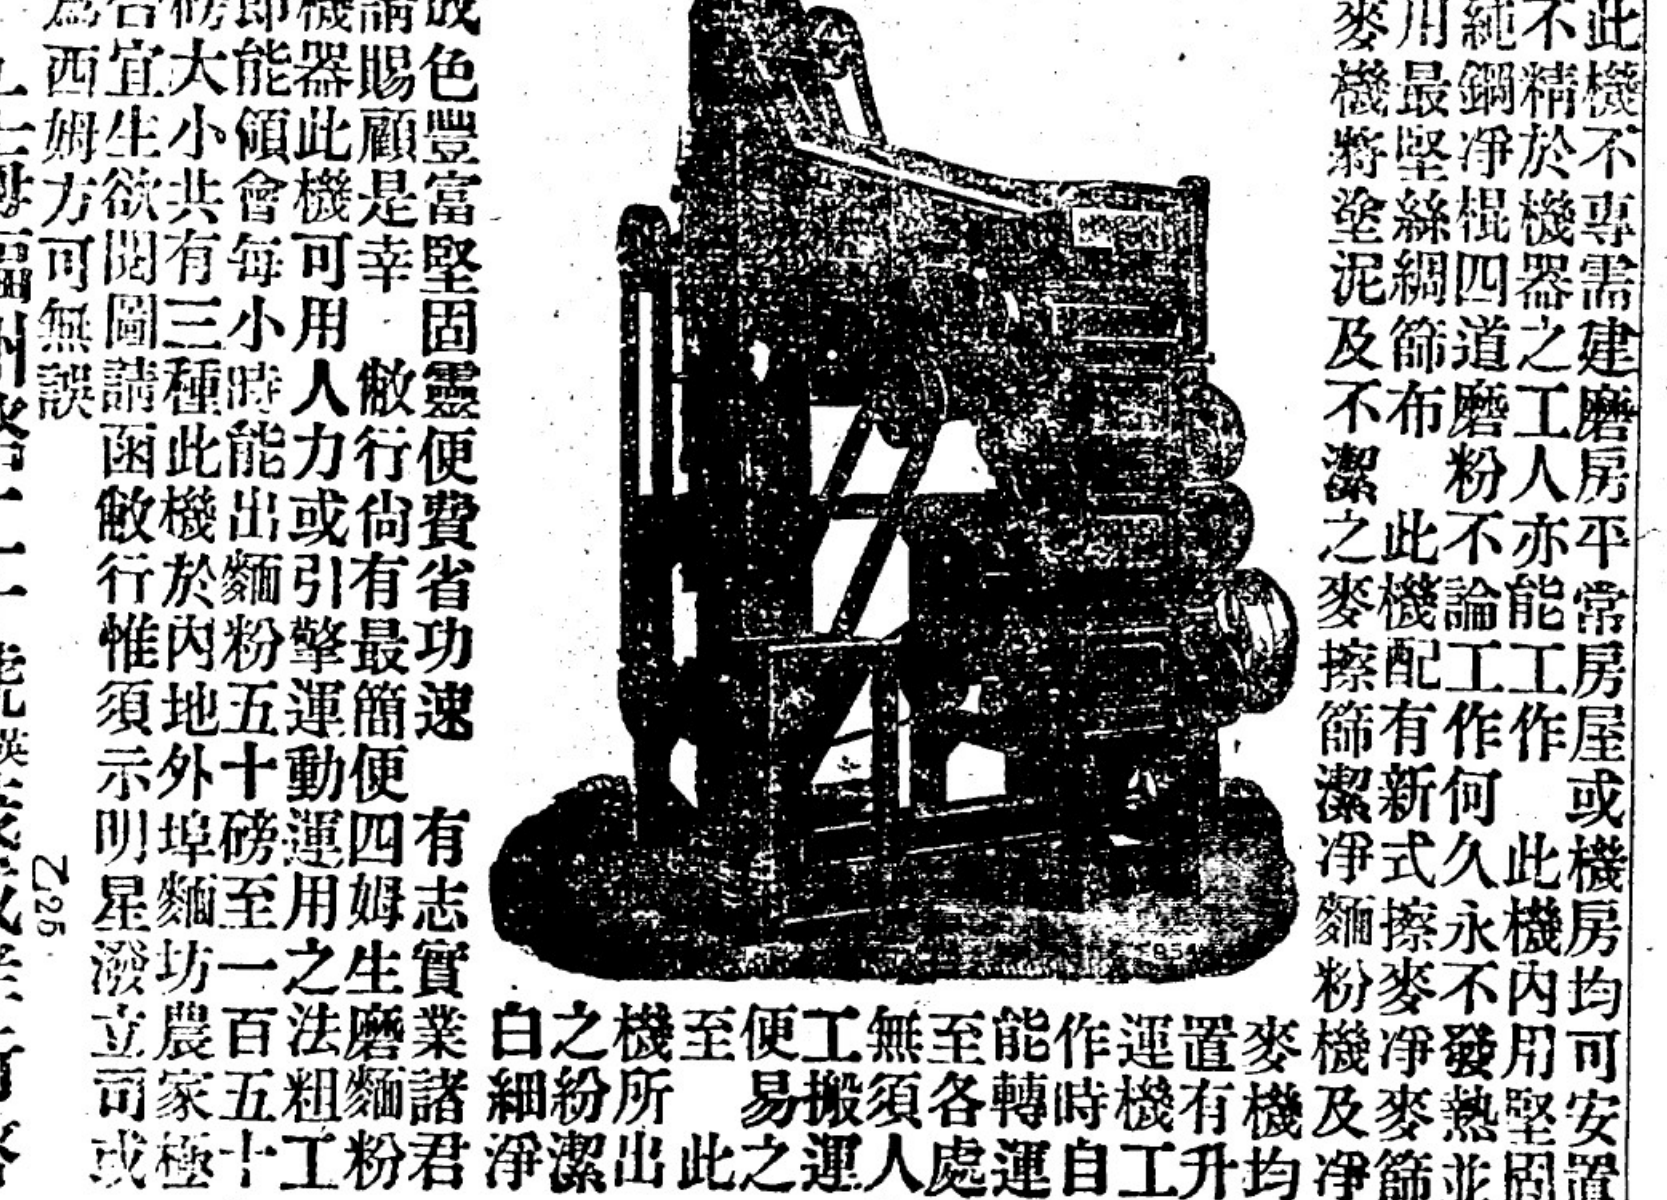 此機不專需建磨房平常房屋或機房均可安置
不精於機器之工人亦能工作　此機內用堅固
純鋼淨棍四道磨粉不論工作何久永不發熱並
用最堅絲綢篩布　此機配有新式擦麥淨麥篩
麥機將塗泥及不潔之麥擦篩潔淨麵粉機及淨
麥機均
置有升
運機工
作時自
能轉運
至各處
無須人
工搬運
便易之
至　此
機所出
之紛潔
白細淨
成色豐富堅固靈便費省功速　有志實業諸君
請賜顧是幸　敝行尚有最簡便四姆生磨麵粉
機器此機可用人力或引擎運動運用之法粗工
即能領會每小時能出麵粉五十磅至一百五十
磅大小共有三種此機於內地外埠麵坊農家極
合宜生欲閱圖請函敝行惟須示明星潑立司或
西姆方可無誤
Z25